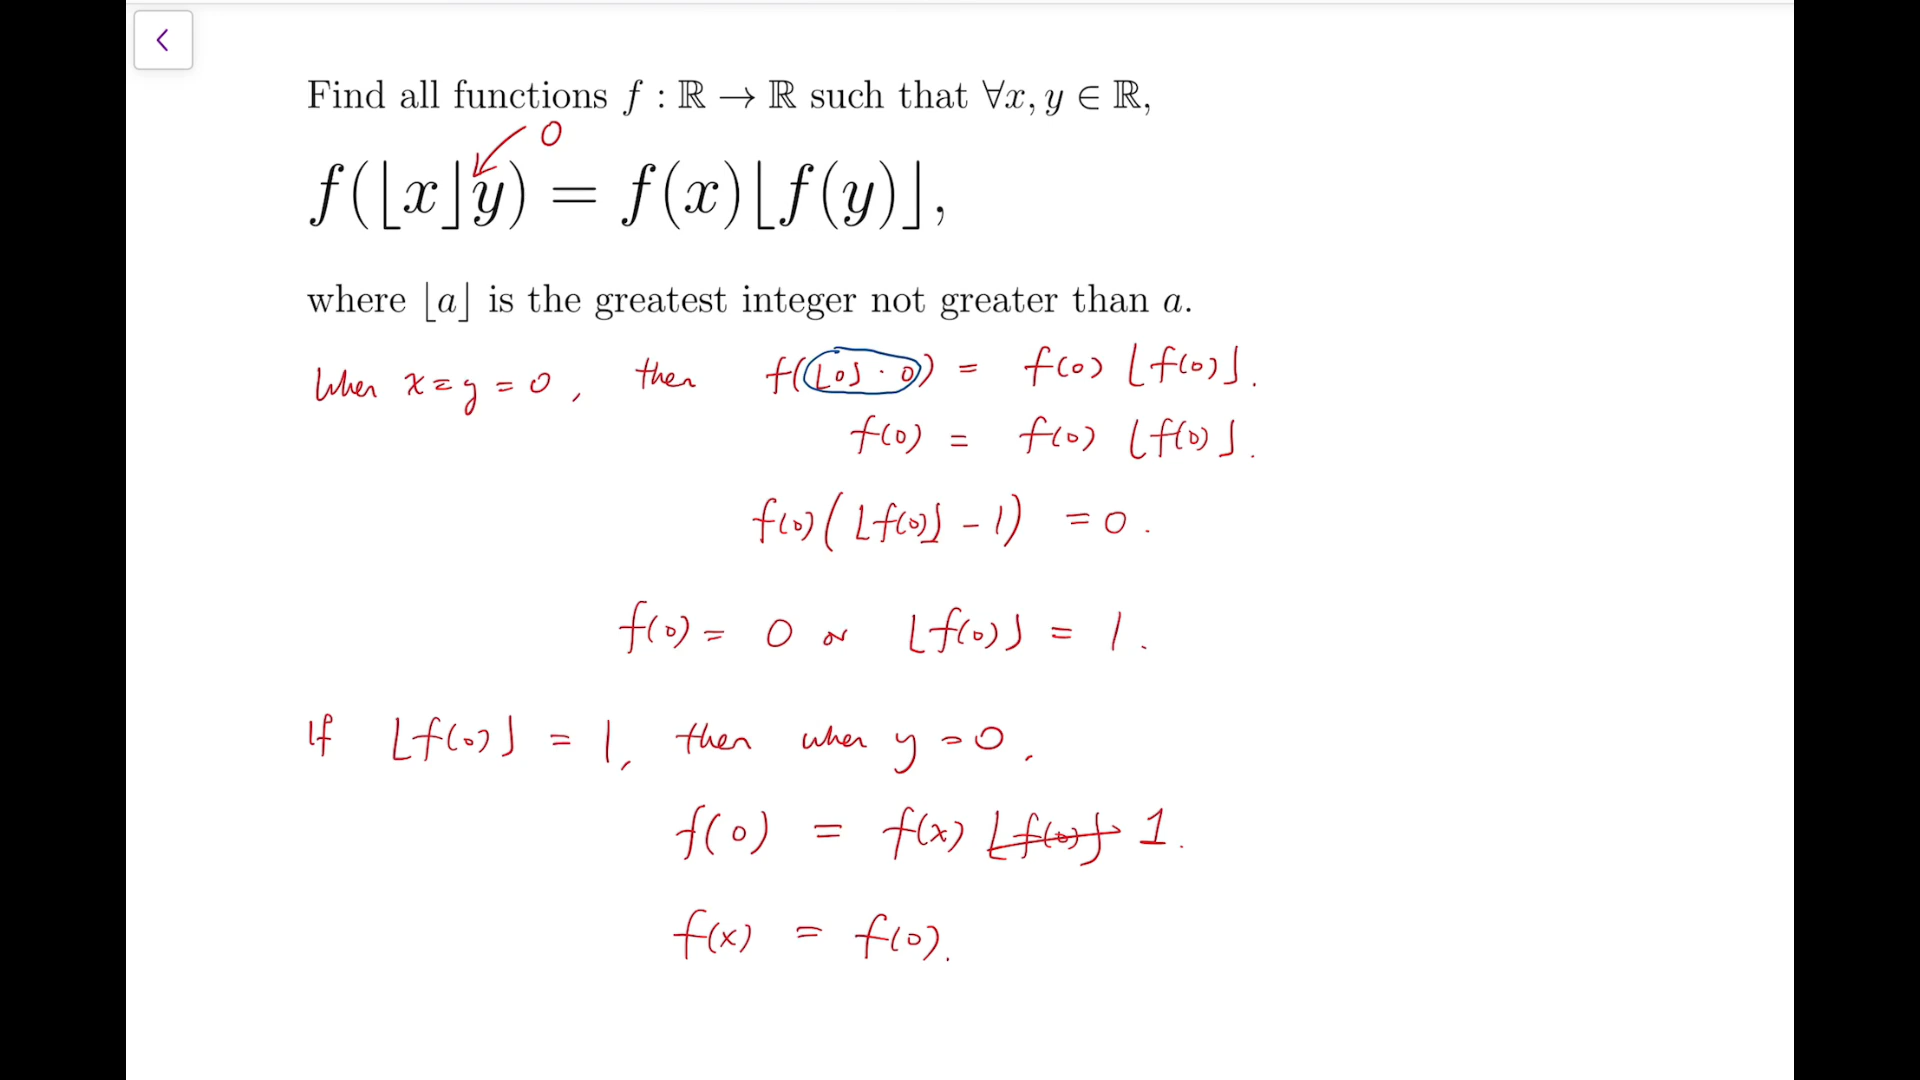 Find all functions f : ℝ → ℝ such that ∀x, y ∈ ℝ,
0
f(⌊x⌋y) = f(x)⌊f(y)⌋,
where ⌊a⌋ is the greatest integer not greater than a.
When x = y = 0, then f(⌊0⌋ · 0) = f(0) ⌊f(0)⌋.
f(0) = f(0) ⌊f(0)⌋.
f(0)(⌊f(0)⌋ - 1) = 0.
f(0) = 0 or ⌊f(0)⌋ = 1.
If ⌊f(0)⌋ = 1, then when y = 0,
f(0) = f(x) ⌊f(0)⌋ 1.
f(x) = f(0).